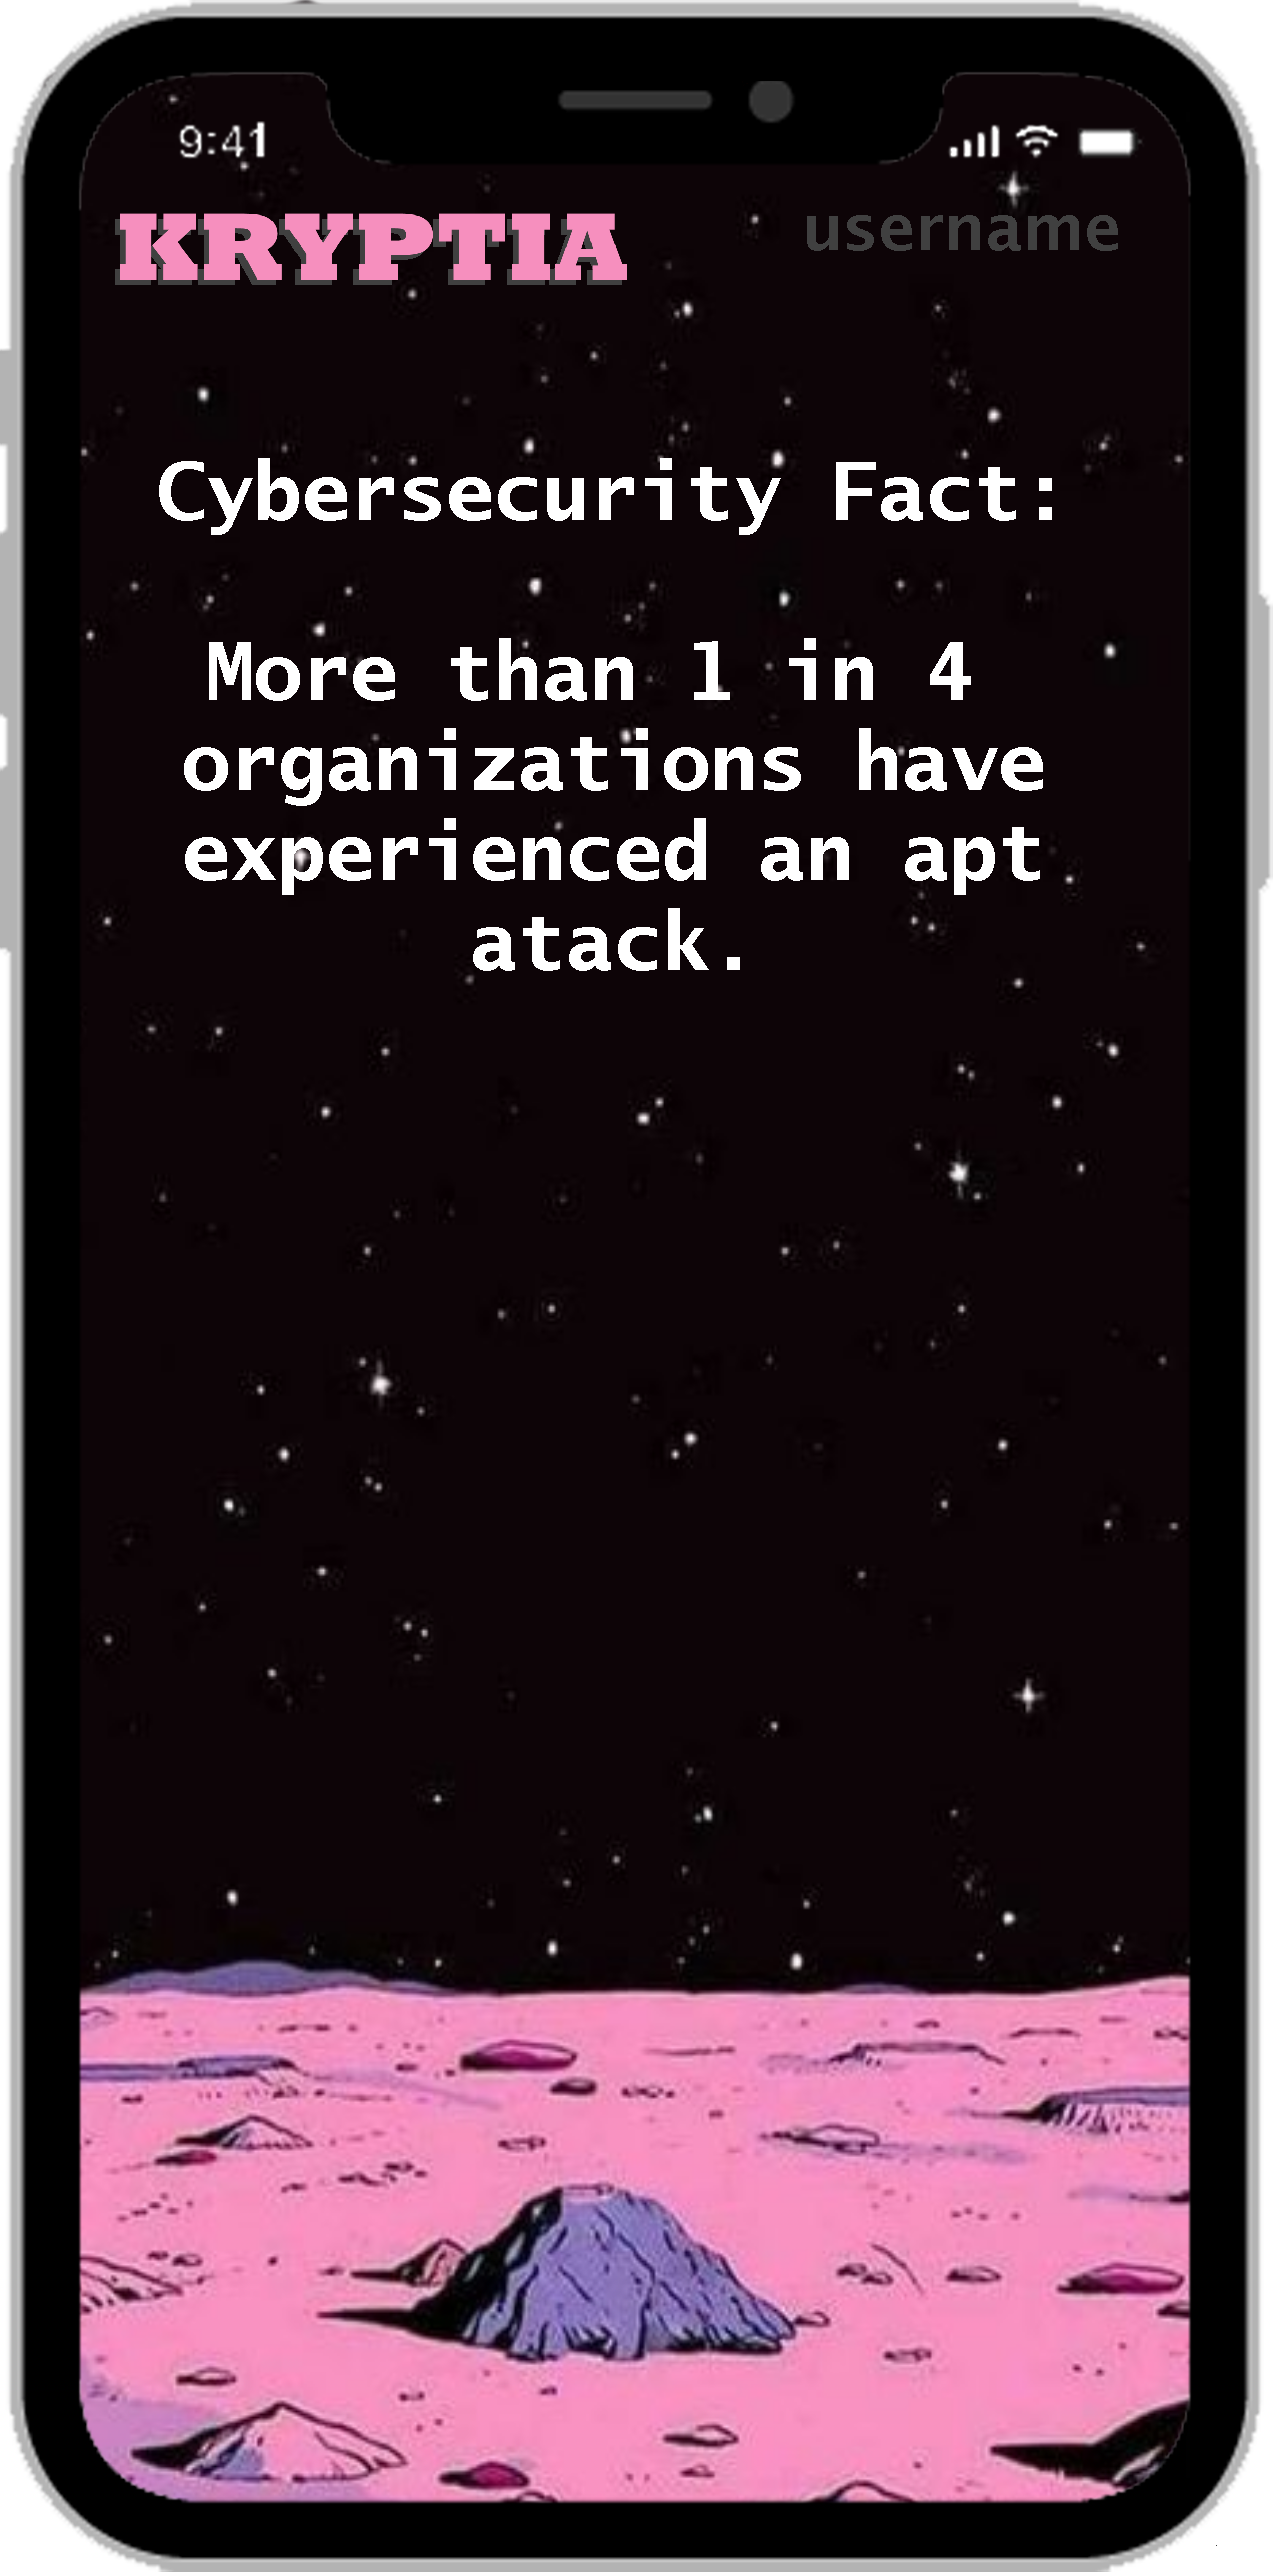 9:41
KRYPTIA
username
Cybersecurity Fact:
More than 1 in 4
organizations have
experienced an apt
atack.